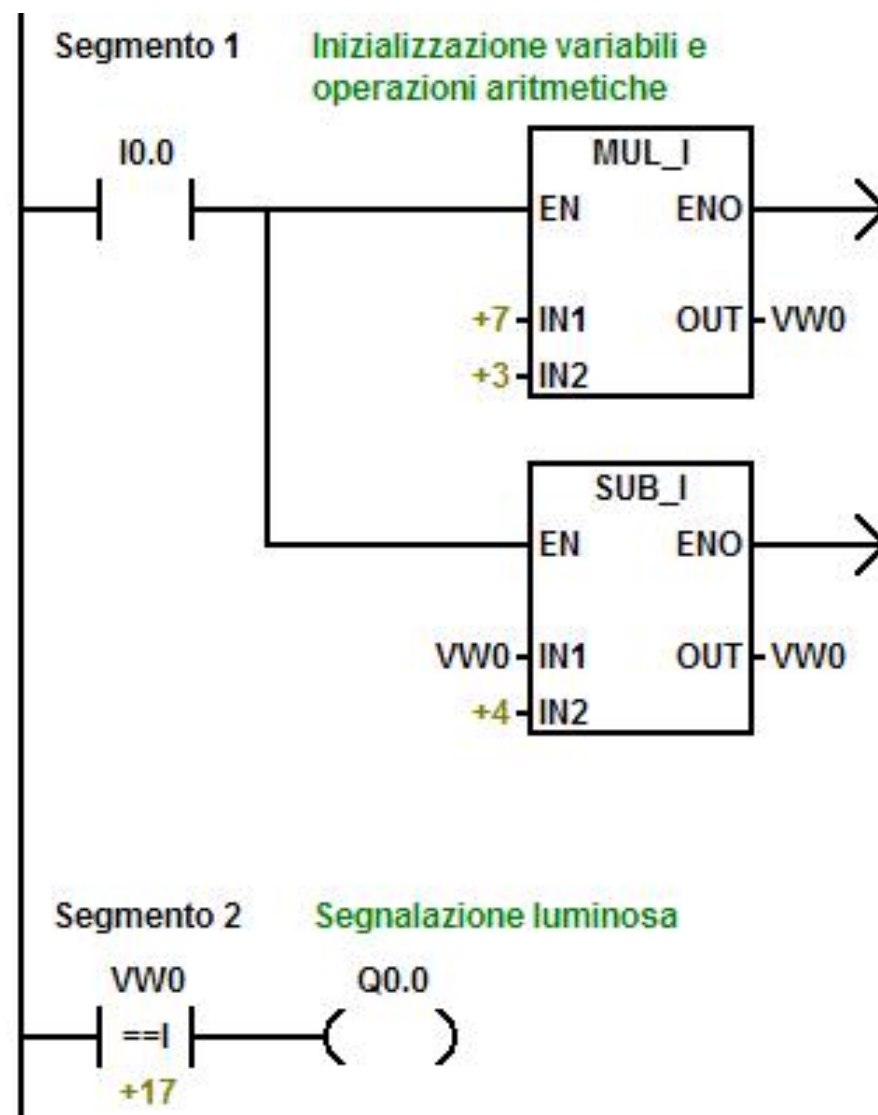 Segmento 1 Inizializzazione variabili e
operazioni aritmetiche
I0.0
MUL_I
EN ENO
+7 IN1 OUT VW0
+3 IN2
SUB_I
EN ENO
VW0 IN1 OUT VW0
+4 IN2
Segmento 2 Segnalazione luminosa
VW0 Q0.0
==I
+17